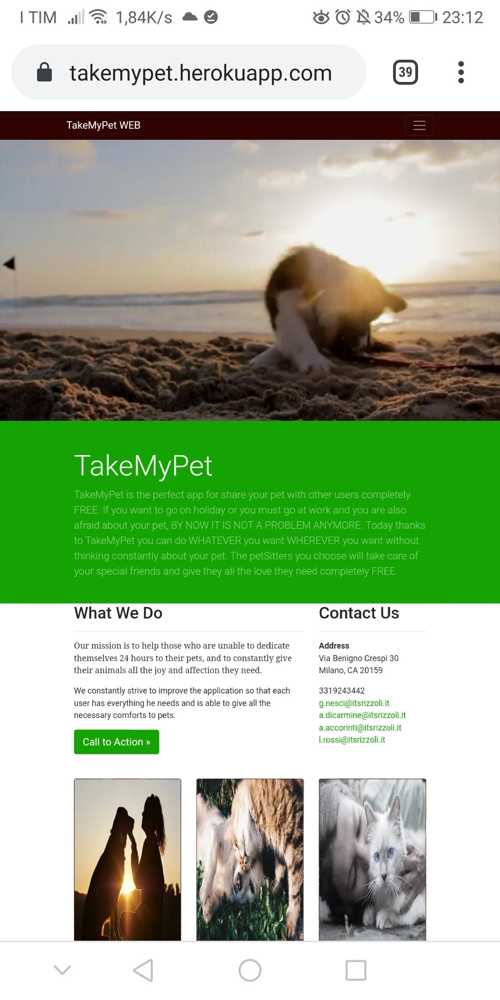 I TIM 1,84K/s 34% 23:12
takemypet.herokuapp.com 39
TakeMyPet WEB
TakeMyPet
TakeMyPet is the perfect app for share your pet with other users completely
FREE. If you want to go on holiday or you must go at work and you are also
afraid about your pet, BY NOW IT IS NOT A PROBLEM ANYMORE. Today thanks
to TakeMyPet you can do WHATEVER you want WHEREVER you want without
thinking constantly about your pet. The petSitters you choose will take care of
your special friends and give they all the love they need completely FREE.
What We Do
Our mission is to help those who are unable to dedicate
themselves 24 hours to their pets, and to constantly give
their animals all the joy and affection they need.
We constantly strive to improve the application so that each
user has everything he needs and is able to give all the
necessary comforts to pets.
Call to Action »
Contact Us
Address
Via Benigno Crespi 30
Milano, CA 20159
3319243442
g.nesci@itsrizzoli.it
a.dicarmine@itsrizzoli.it
a.accorinti@itsrizzoli.it
l.rossi@itsrizzoli.it